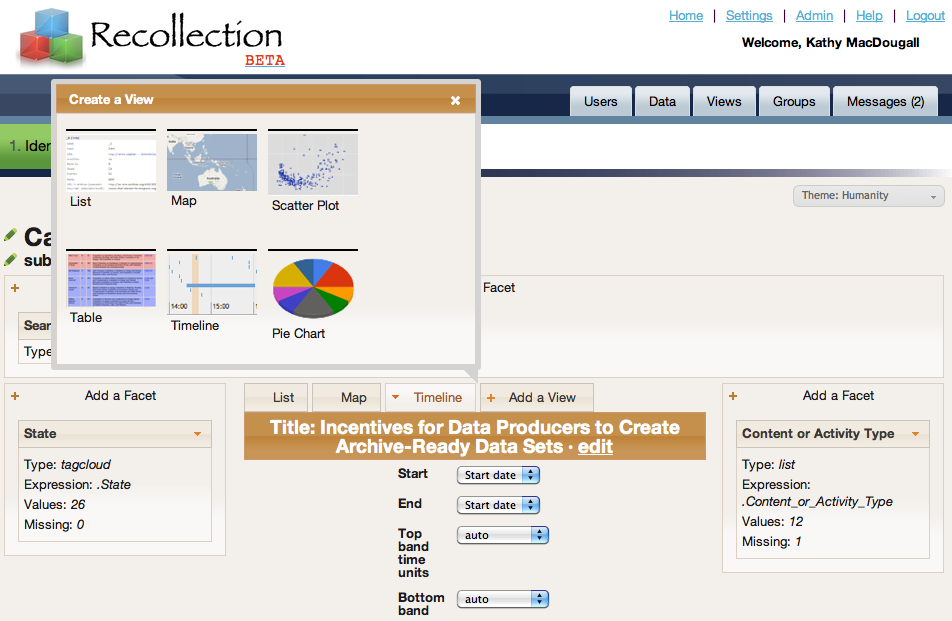 Recollection
BETA
Home | Settings | Admin | Help | Logout
Welcome, Kathy MacDougall
Users
Data
Views
Groups
Messages (2)
1. Iden
Create a View
List
Map
Scatter Plot
Table
14:00 15:00
Timeline
Pie Chart
Theme: Humanity
Ca
sub
Facet
Sear
Type
Add a Facet
State
Type: tagcloud
Expression: .State
Values: 26
Missing: 0
List
Map
Timeline
Add a View
Title: Incentives for Data Producers to Create
Archive-Ready Data Sets · edit
Start
Start date
End
Start date
Top
band
time
units
auto
Bottom
band
auto
Add a Facet
Content or Activity Type
Type: list
Expression:
.Content_or_Activity_Type
Values: 12
Missing: 1